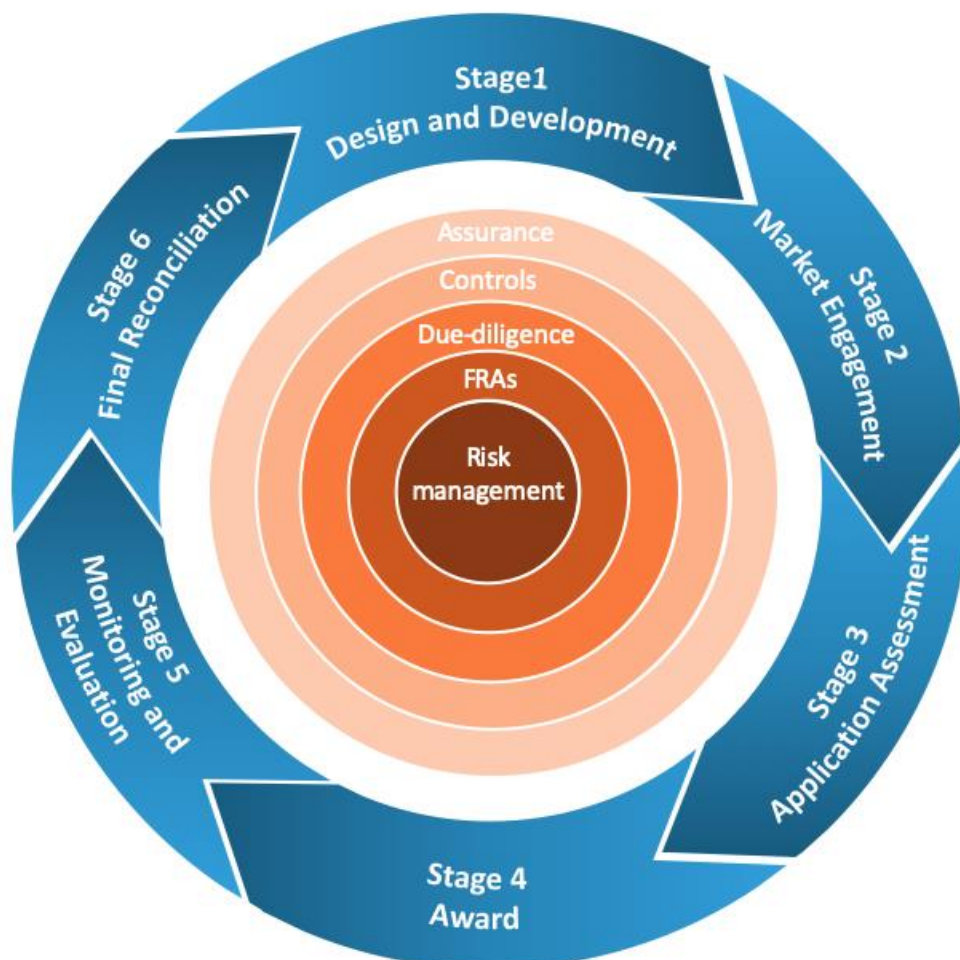 Stage1
Design and Development
Stage 2
Market Engagement
Stage 3
Application Assessment
Stage 4
Award
Stage 5
Monitoring and
Evaluation
Stage 6
Final Reconciliation
Assurance
Controls
Due-diligence
FRAs
Risk
management